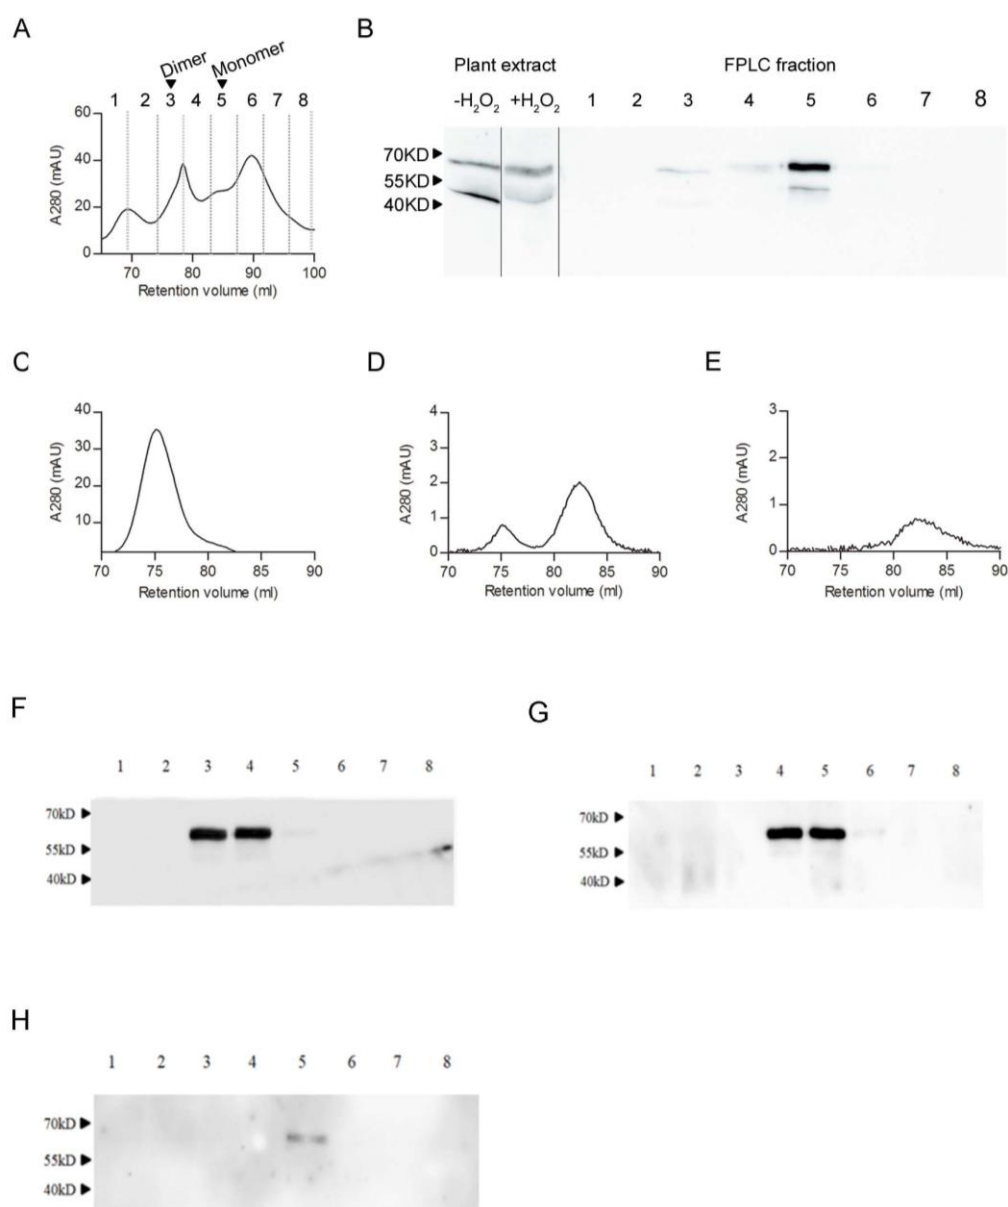 A
Dimer
Monomer
1 2 3 4 5 6 7 8
60
40
20
0
A280 (mAU)
70 80 90 100
Retention volume (ml)
B
Plant extract FPLC fraction
-H₂O₂ +H₂O₂ 1 2 3 4 5 6 7 8
70KD
55KD
40KD
C
40
30
20
10
A280 (mAU)
70 75 80 85 90
Retention volume (ml)
D
4
3
2
1
0
A280 (mAU)
70 75 80 85 90
Retention volume (ml)
E
3
2
1
0
A280 (mAU)
70 75 80 85 90
Retention volume (ml)
F
1 2 3 4 5 6 7 8
70kD
55kD
40kD
G
1 2 3 4 5 6 7 8
70kD
55kD
40kD
H
1 2 3 4 5 6 7 8
70kD
55kD
40kD